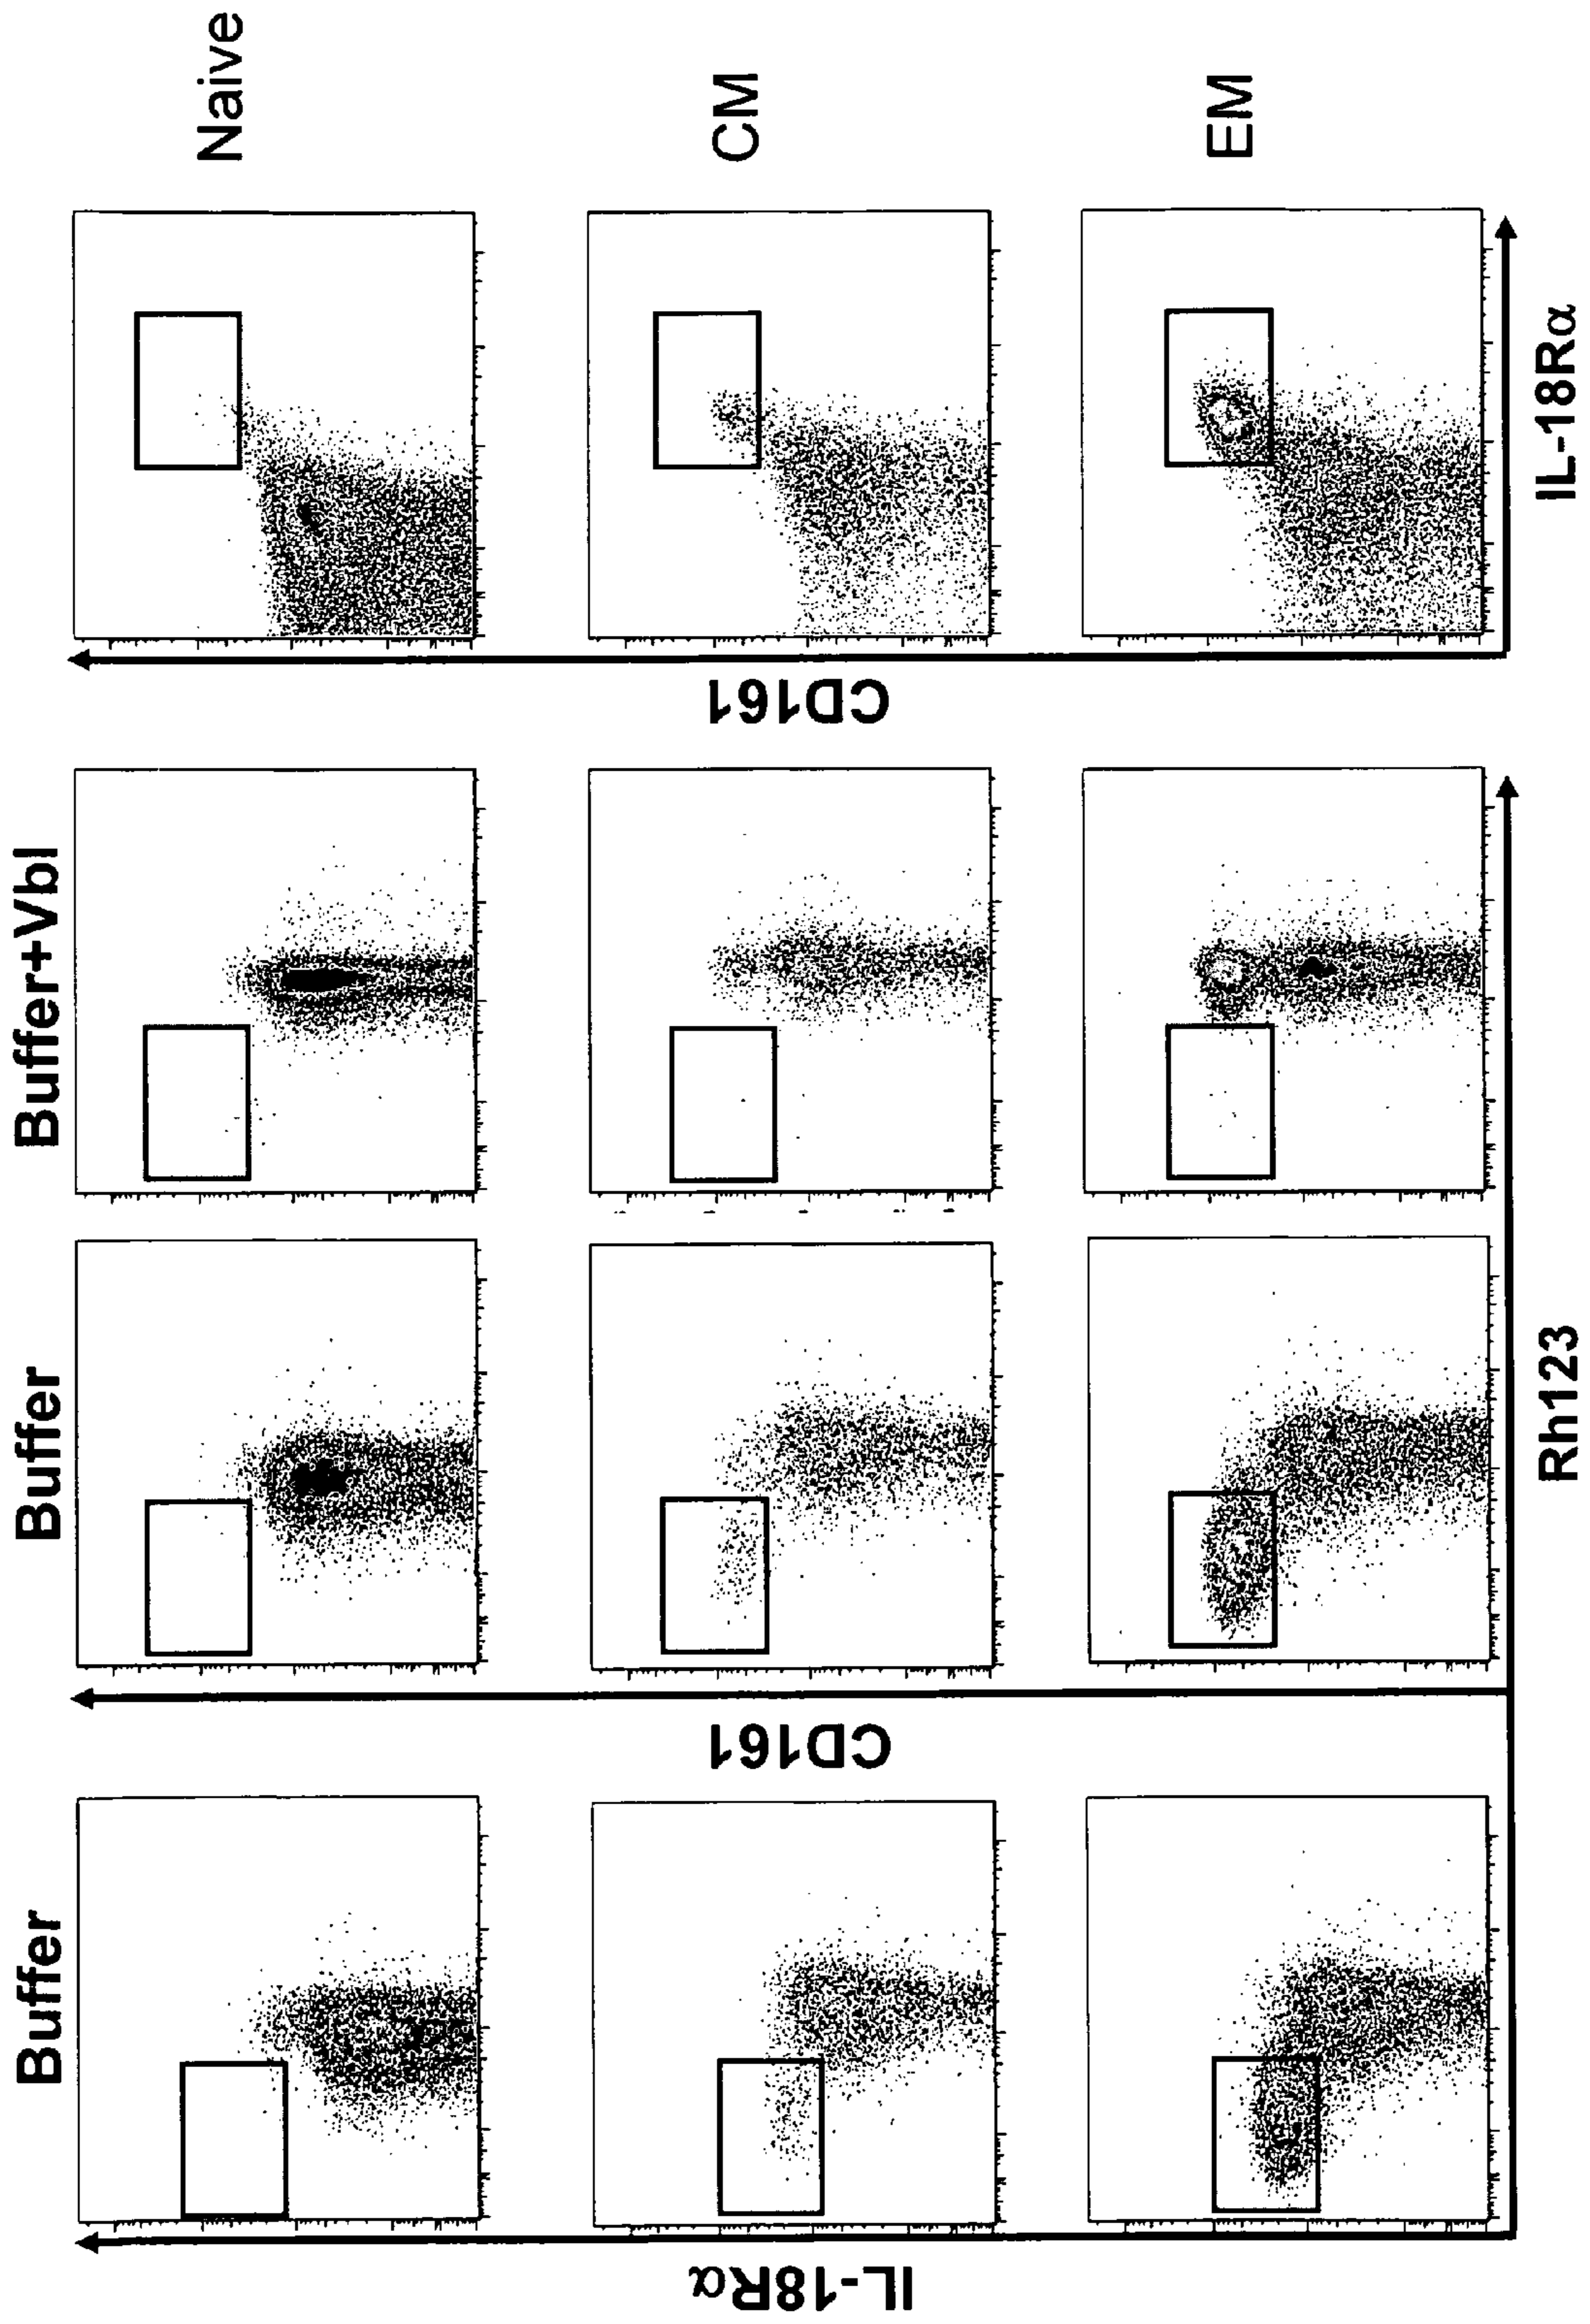 Buffer
Buffer
Buffer+Vbl
Naive
CM
EM
IL-18Rα
CD161
CD161
Rh123
IL-18Rα